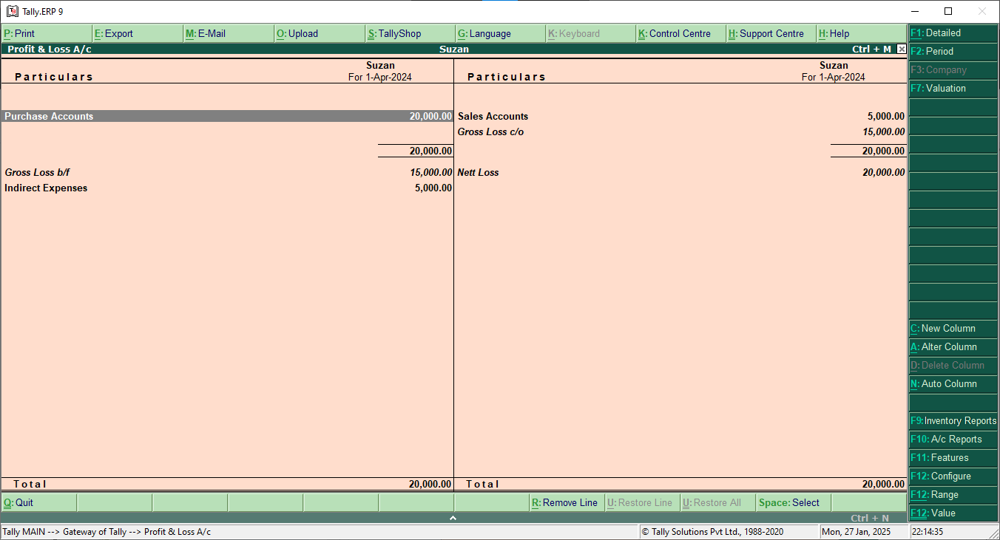 Tally.ERP 9
P: Print E: Export M: E-Mail O: Upload S: TallyShop G: Language K: Keyboard K: Control Centre H: Support Centre H: Help
Profit & Loss A/c Suzan Ctrl + M
Particulars Suzan For 1-Apr-2024 Particulars Suzan For 1-Apr-2024
Purchase Accounts 20,000.00 Sales Accounts 5,000.00
Gross Loss c/o 15,000.00
20,000.00 20,000.00
Gross Loss b/f 15,000.00 Nett Loss 20,000.00
Indirect Expenses 5,000.00
Total 20,000.00 Total 20,000.00
F1: Detailed
F2: Period
F3: Company
F7: Valuation
C: New Column
A: Alter Column
D: Delete Column
N: Auto Column
F9: Inventory Reports
F10: A/c Reports
F11: Features
F12: Configure
F12: Range
F12: Value
Q: Quit R: Remove Line U: Restore Line U: Restore All Space: Select
Ctrl + N
Tally MAIN --> Gateway of Tally --> Profit & Loss A/c © Tally Solutions Pvt Ltd., 1988-2020 Mon, 27 Jan, 2025 22:14:35